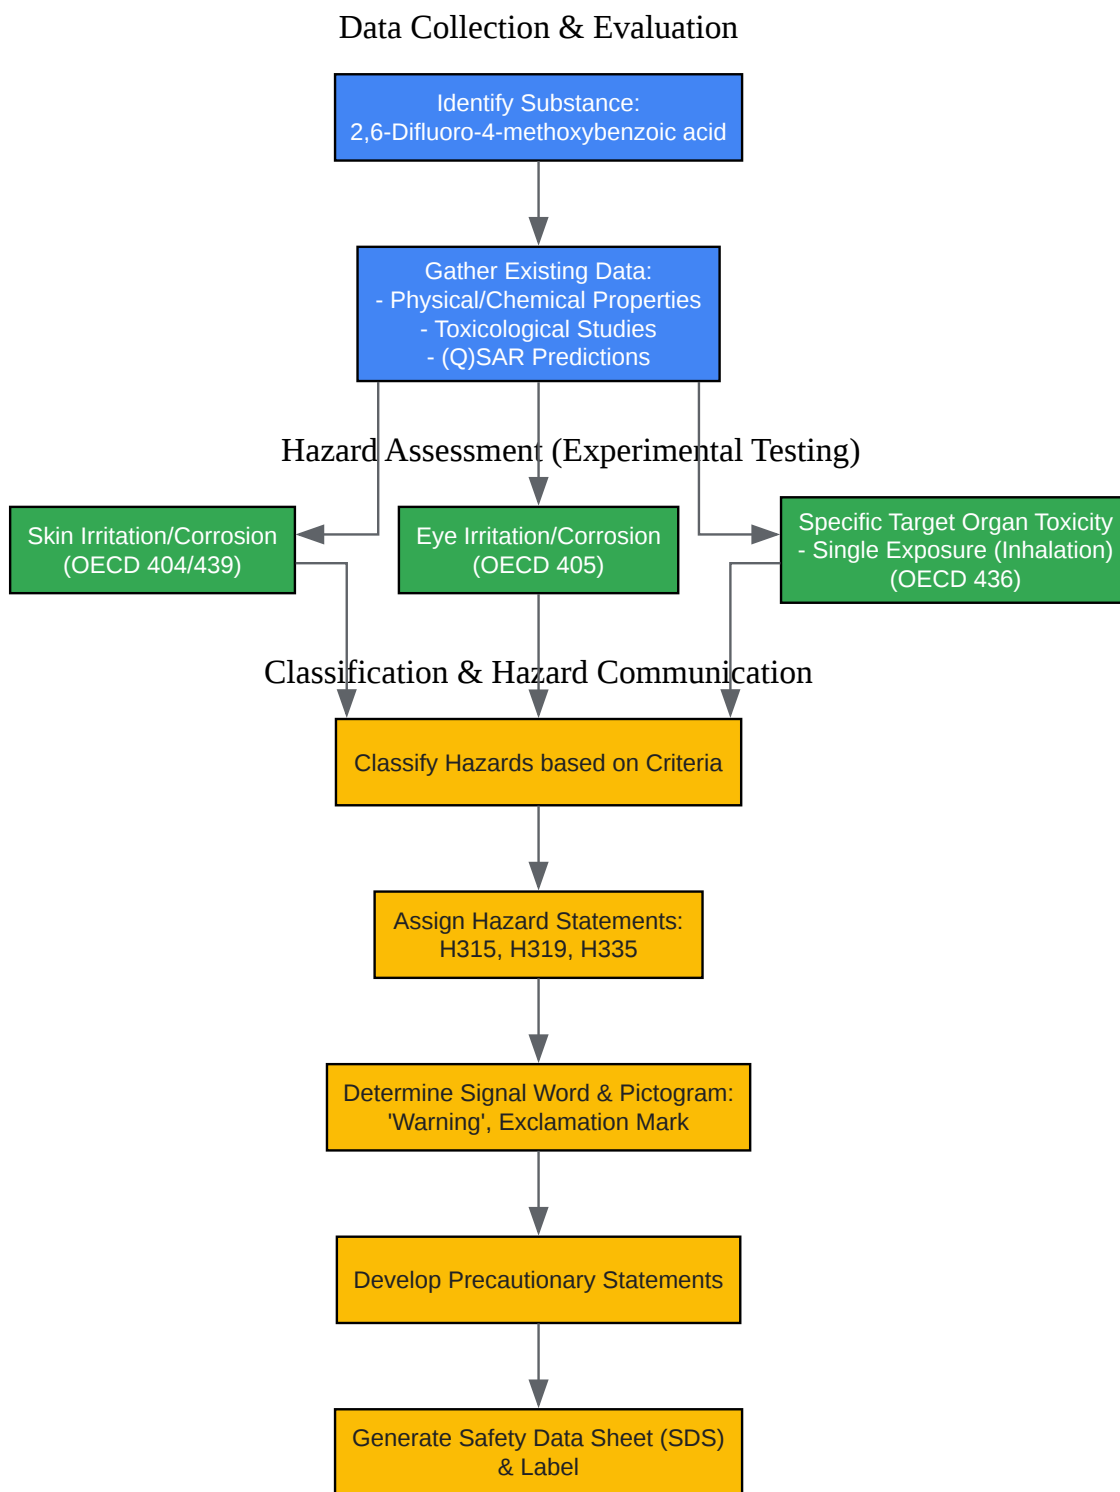 Data Collection & Evaluation
Identify Substance:
2,6-Difluoro-4-methoxybenzoic acid
Gather Existing Data:
- Physical/Chemical Properties
- Toxicological Studies
- (Q)SAR Predictions
Hazard Assessment (Experimental Testing)
Skin Irritation/Corrosion
(OECD 404/439)
Eye Irritation/Corrosion
(OECD 405)
Specific Target Organ Toxicity
- Single Exposure (Inhalation)
(OECD 436)
Classification & Hazard Communication
Classify Hazards based on Criteria
Assign Hazard Statements:
H315, H319, H335
Determine Signal Word & Pictogram:
'Warning', Exclamation Mark
Develop Precautionary Statements
Generate Safety Data Sheet (SDS)
& Label